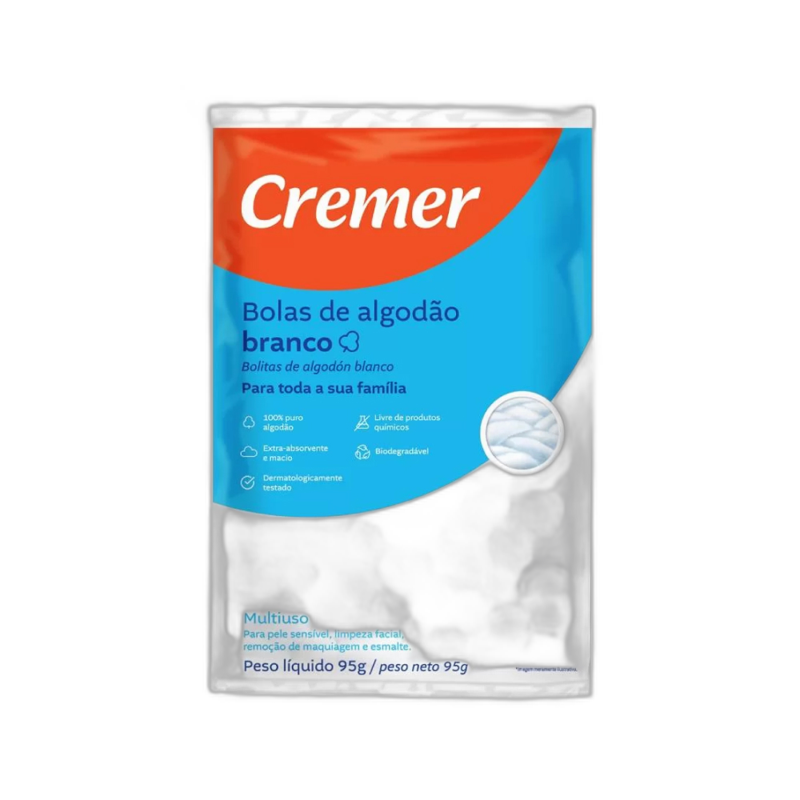 Cremer
Bolas de algodão
branco
Bolitas de algodón blanco
Para toda a sua família
100% puro
algodão
Livre de produtos
químicos
Extra-absorvente
e macio
Biodegradável
Dermatologicamente
testado
Multiuso
Para pele sensível, limpeza facial,
remoção de maquiagem e esmalte.
Peso líquido 95g / peso neto 95g